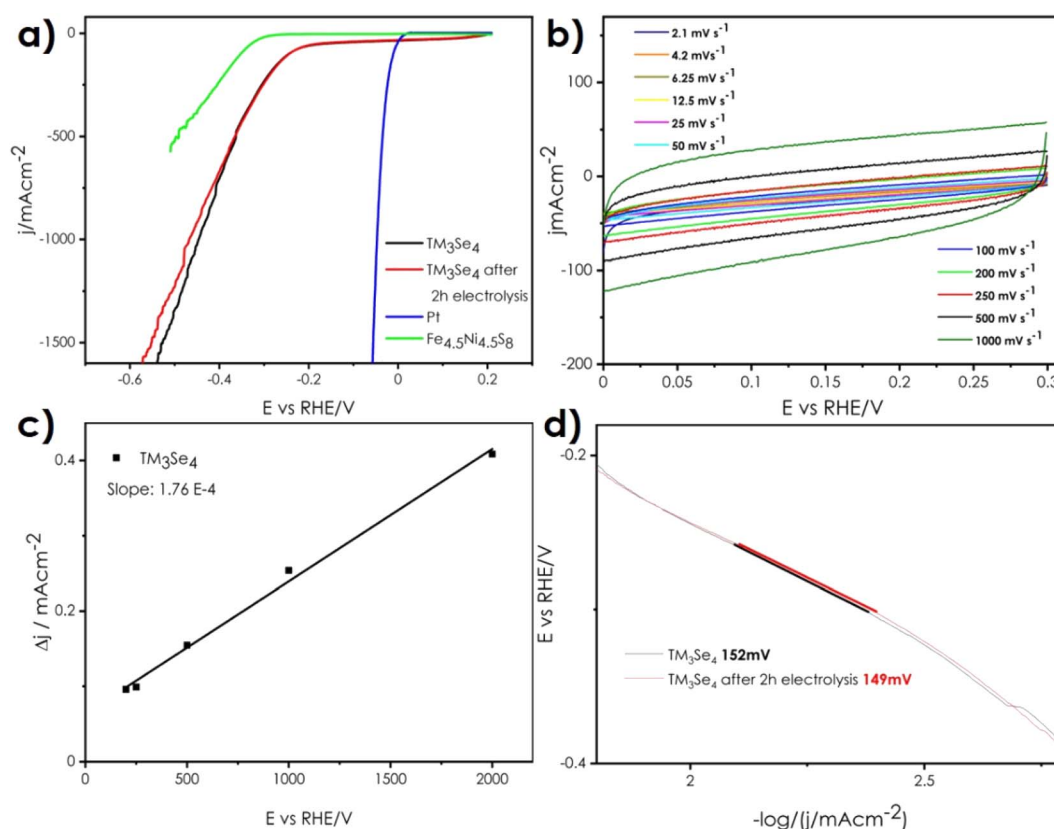 a)
0
-500
-1000
-1500
j/mAcm⁻²
-0.6
-0.4
-0.2
0
0.2
E vs RHE/V
TM₃Se₄
TM₃Se₄ after
2h electrolysis
Pt
Fe₄.₅Ni₄.₅S₈
b)
100
0
-100
-200
jmAcm⁻²
2.1 mV s⁻¹
4.2 mVs⁻¹
6.25 mV s⁻¹
12.5 mV s⁻¹
25 mV s⁻¹
50 mV s⁻¹
100 mV s⁻¹
200 mV s⁻¹
250 mV s⁻¹
500 mV s⁻¹
1000 mV s⁻¹
0
0.05
0.1
0.15
0.2
0.25
0.3
E vs RHE/V
c)
0.4
0.2
0
Δj / mAcm⁻²
TM₃Se₄
Slope: 1.76 E-4
500
1000
1500
2000
E vs RHE/V
d)
-0.2
-0.4
E vs RHE/V
TM₃Se₄ 152mV
TM₃Se₄ after 2h electrolysis 149mV
2
2.5
-log/(j/mAcm⁻²)